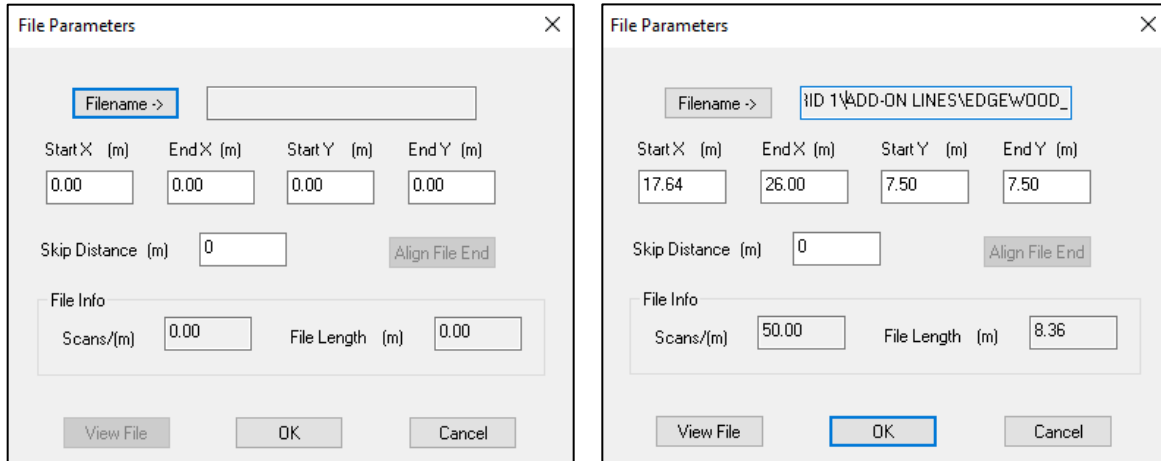 File Parameters
Filename ->
Start X (m) End X (m) Start Y (m) End Y (m)
0.00 0.00 0.00 0.00
Skip Distance (m) 0 Align File End
File Info
Scans/(m) 0.00 File Length (m) 0.00
View File OK Cancel
File Parameters
Filename -> RID 1\ADD-ON LINES\EDGEWOOD_
Start X (m) End X (m) Start Y (m) End Y (m)
17.64 26.00 7.50 7.50
Skip Distance (m) 0 Align File End
File Info
Scans/(m) 50.00 File Length (m) 8.36
View File OK Cancel